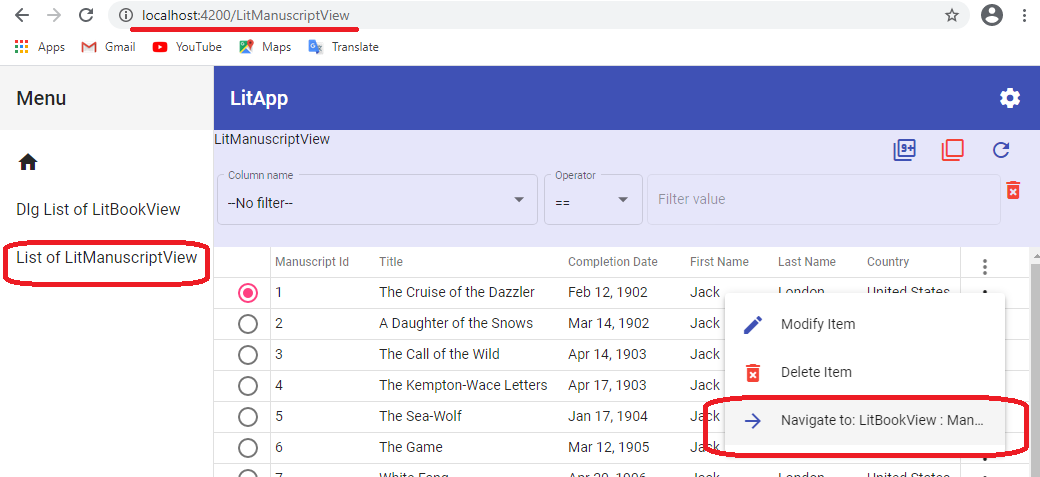 localhost:4200/LitManuscriptView
Apps Gmail YouTube Maps Translate
Menu
LitApp
Dlg List of LitBookView
List of LitManuscriptView
LitManuscriptView
9+
Column name
--No filter--
Operator
==
Filter value
Manuscript Id Title Completion Date First Name Last Name Country
1 The Cruise of the Dazzler Feb 12, 1902 Jack London United States
2 A Daughter of the Snows Mar 14, 1902 Jack
3 The Call of the Wild Apr 14, 1903 Jack
4 The Kempton-Wace Letters Apr 17, 1903 Jack
5 The Sea-Wolf Jan 17, 1904 Jack
6 The Game Mar 12, 1905 Jack
7 White Fang Apr 20, 1906 Jack London United States
Modify Item
Delete Item
Navigate to: LitBookView : Man...